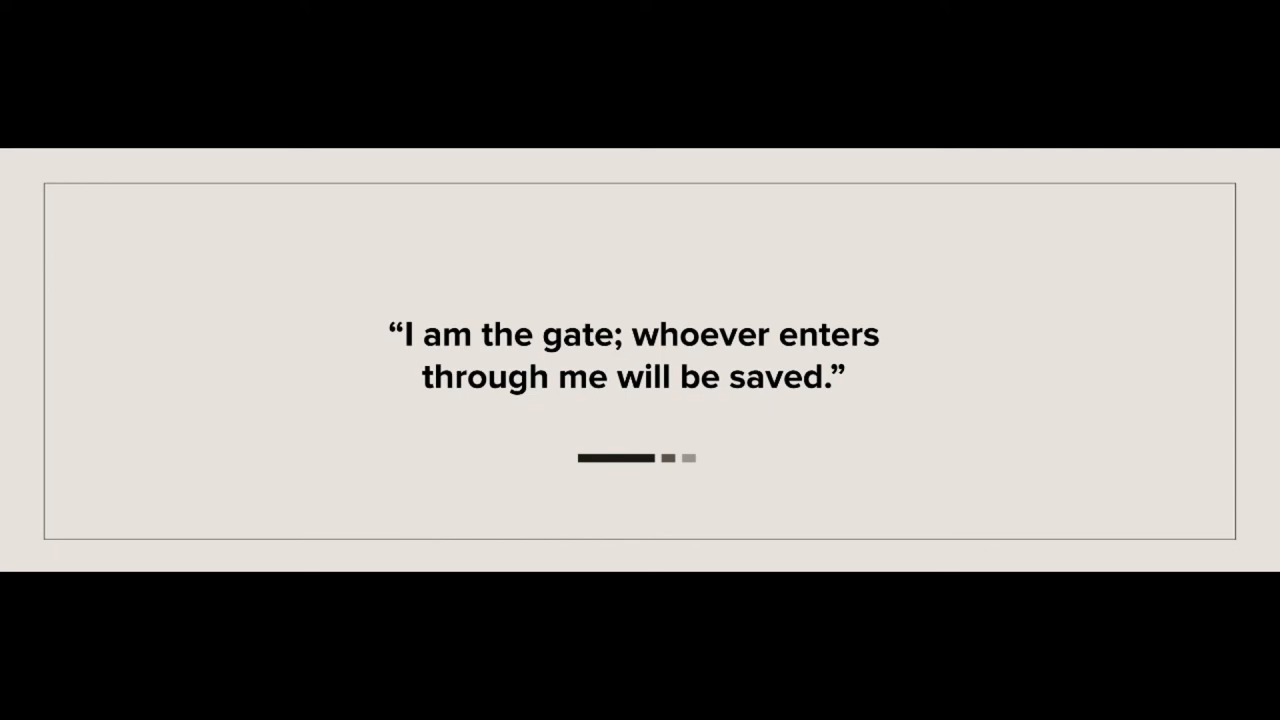 “I am the gate; whoever enters
through me will be saved.”